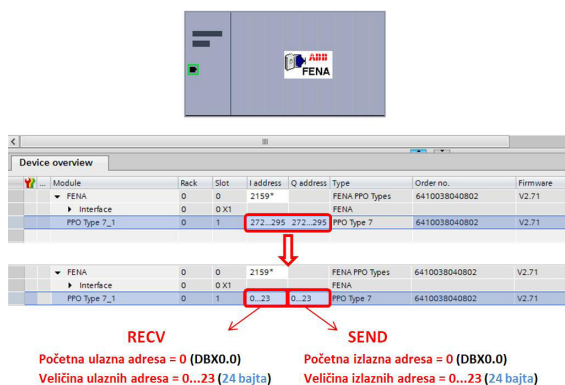 ABB
FENA
Device overview
... Module Rack Slot I address Q address Type Order no. Firmware
FENA 0 0 2159* FENA PPO Types 6410038040802 V2.71
Interface 0 0 X1 FENA
PPO Type 7_1 0 1 272...295 272...295 PPO Type 7 6410038040802 V2.71
FENA 0 0 2159* FENA PPO Types 6410038040802 V2.71
Interface 0 0 X1 FENA
PPO Type 7_1 0 1 0...23 0...23 PPO Type 7 6410038040802 V2.71
RECV SEND
Početna ulazna adresa = 0 (DBX0.0) Početna izlazna adresa = 0 (DBX0.0)
Veličina ulaznih adresa = 0...23 (24 bajta) Veličina izlaznih adresa = 0...23 (24 bajta)